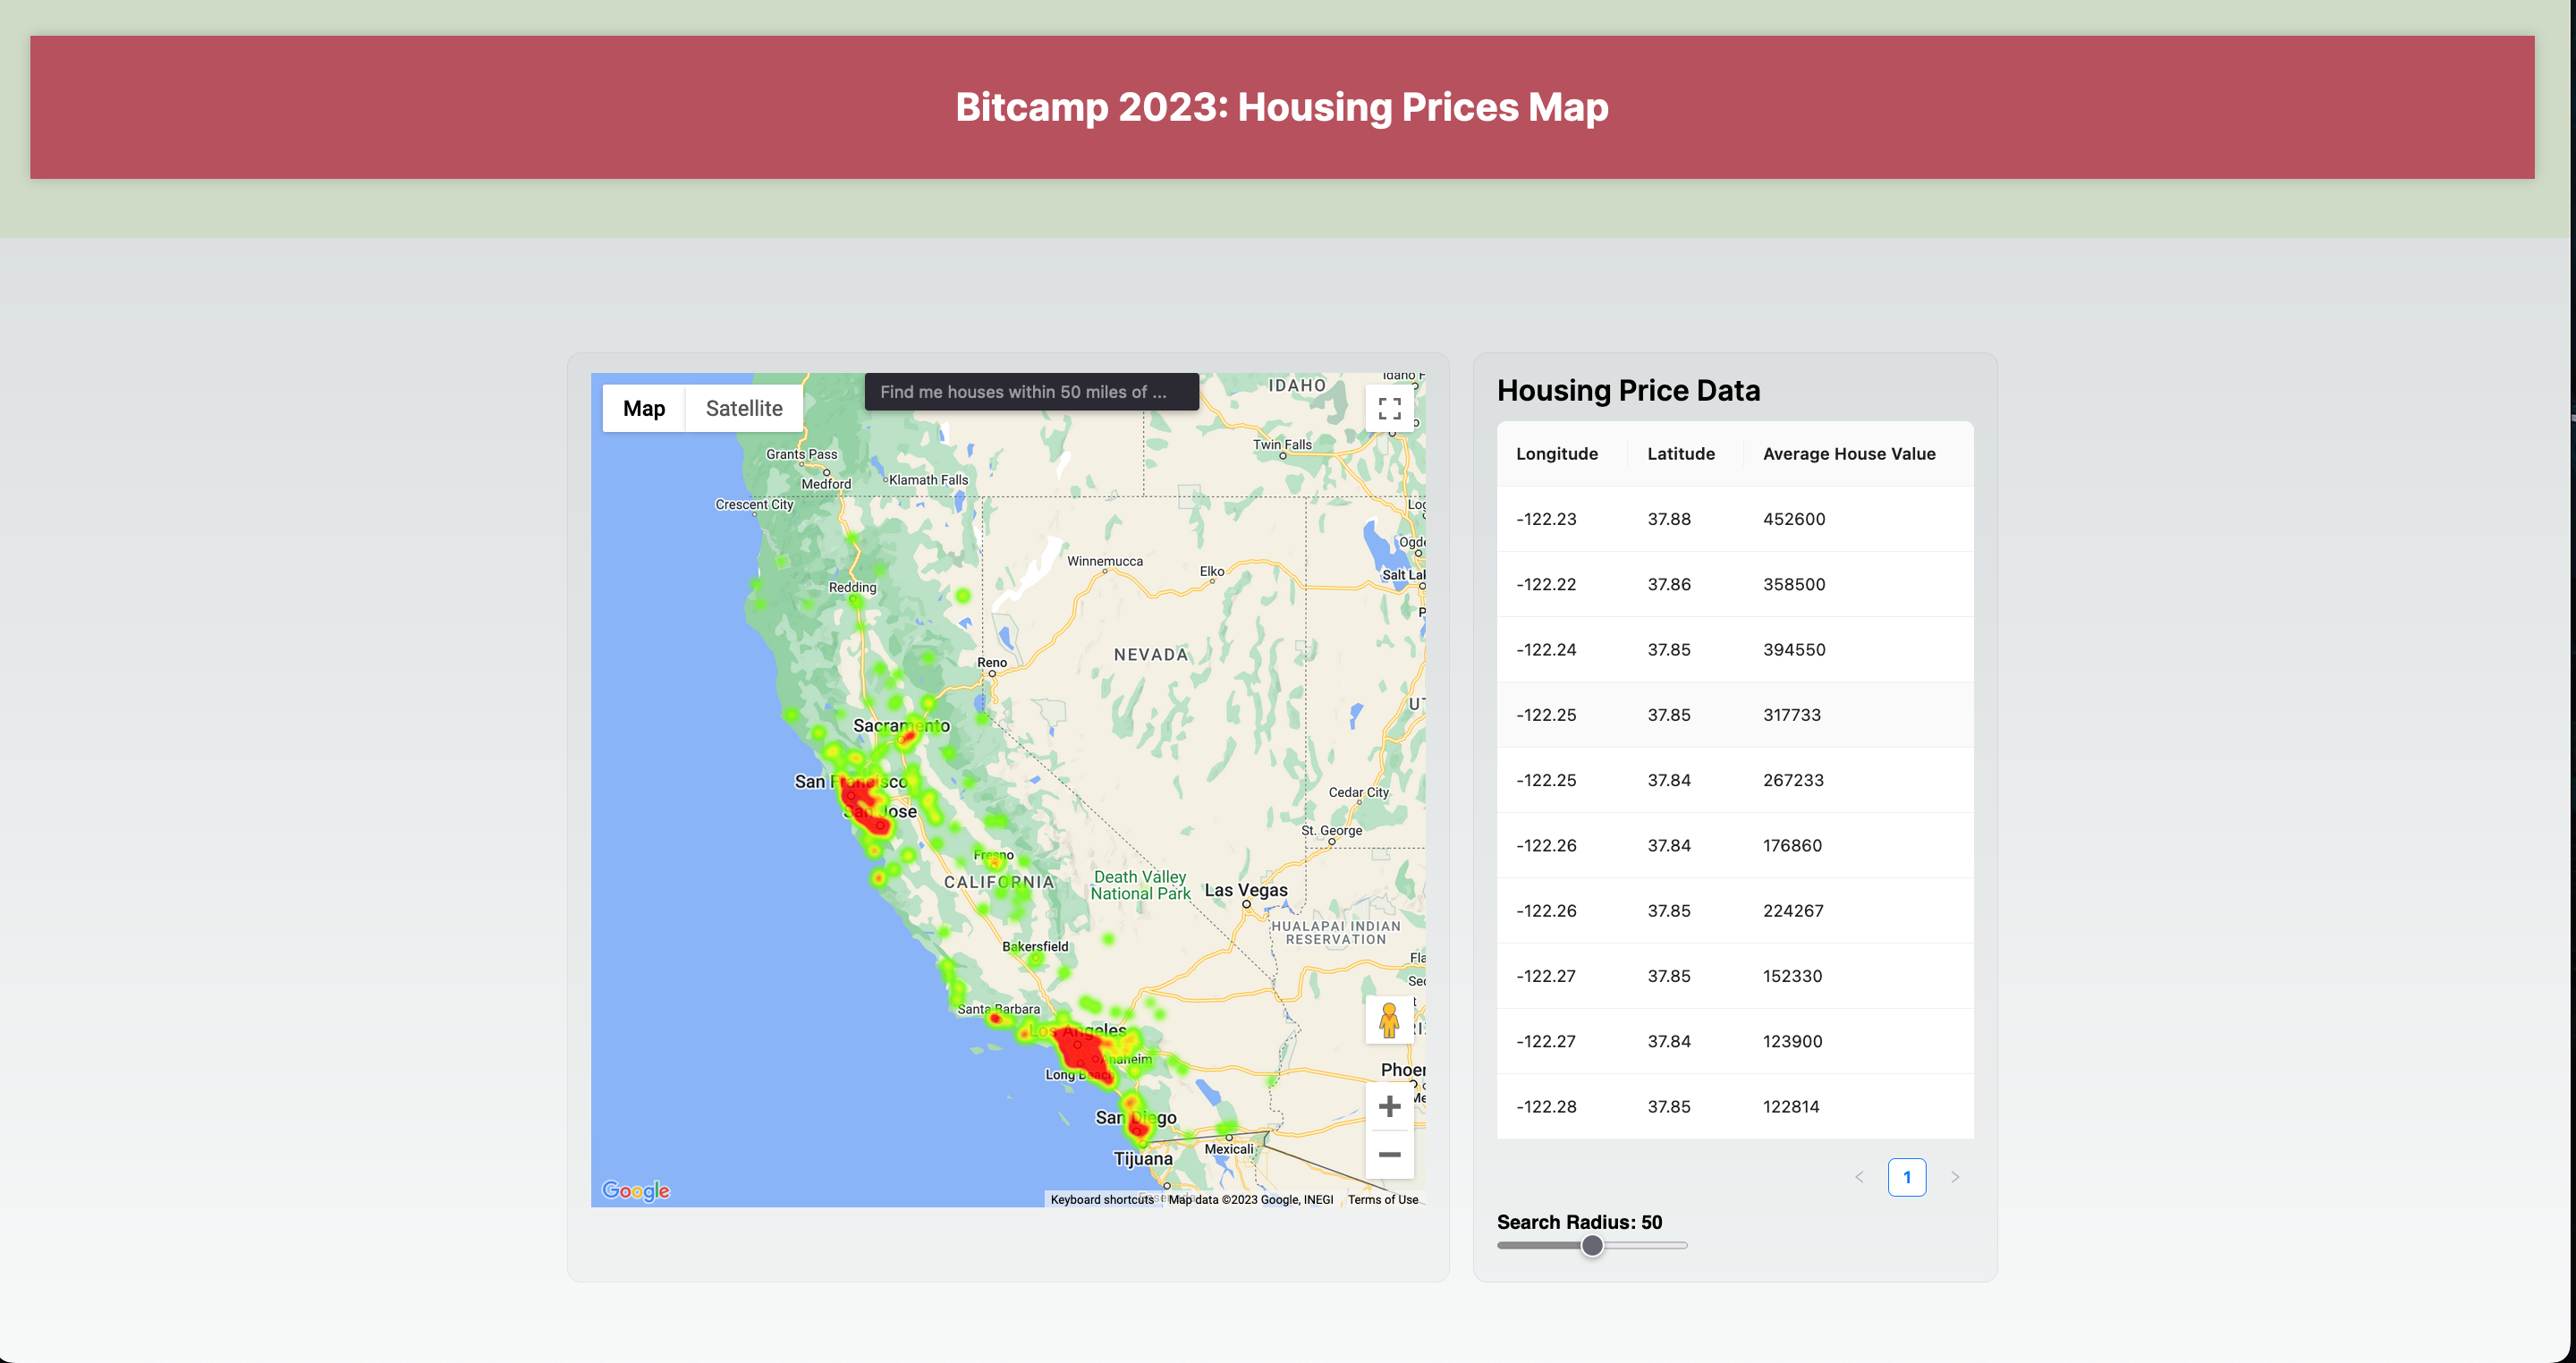 Bitcamp 2023: Housing Prices Map
Map Satellite
Find me houses within 50 miles of ...
IDAHO
Twin Falls
Grants Pass
Medford
Klamath Falls
Crescent City
Winnemucca
Elko
Redding
Reno
NEVADA
Sacramento
San Francisco
San Jose
Cedar City
St. George
Fresno
CALIFORNIA
Death Valley
National Park
Las Vegas
HUALAPAI INDIAN
RESERVATION
Bakersfield
Santa Barbara
Los Angeles
Anaheim
Long Beach
San Diego
Mexicali
Tijuana
Google
Keyboard shortcuts Map data ©2023 Google, INEGI Terms of Use
Housing Price Data
Longitude Latitude Average House Value
-122.23 37.88 452600
-122.22 37.86 358500
-122.24 37.85 394550
-122.25 37.85 317733
-122.25 37.84 267233
-122.26 37.84 176860
-122.26 37.85 224267
-122.27 37.85 152330
-122.27 37.84 123900
-122.28 37.85 122814
< 1 >
Search Radius: 50